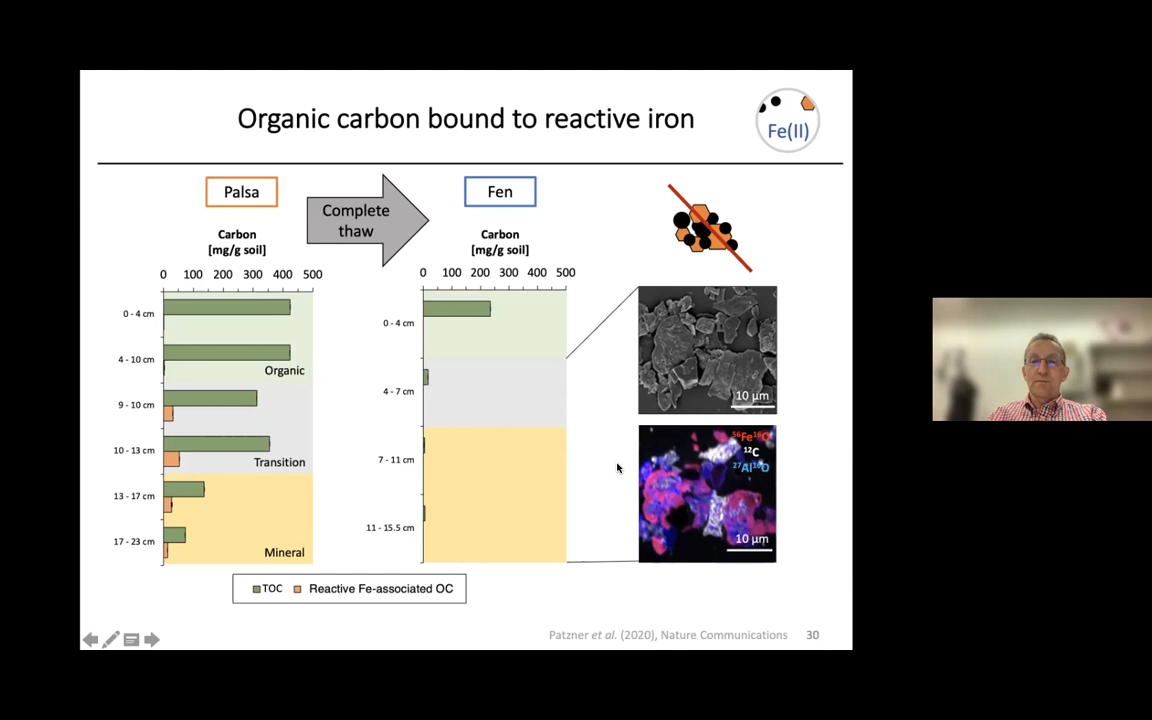 Organic carbon bound to reactive iron
Fe(II)
Palsa
Complete
thaw
Fen
Carbon
[mg/g soil]
0 100 200 300 400 500
0 - 4 cm
4 - 10 cm
9 - 10 cm
10 - 13 cm
13 - 17 cm
17 - 23 cm
Organic
Transition
Mineral
Carbon
[mg/g soil]
0 100 200 300 400 500
0 - 4 cm
4 - 7 cm
7 - 11 cm
11 - 15.5 cm
10 µm
⁵⁶Fe¹⁶O
¹²C
²⁷Al¹⁶O
10 µm
TOC Reactive Fe-associated OC
Patzner et al. (2020), Nature Communications 30